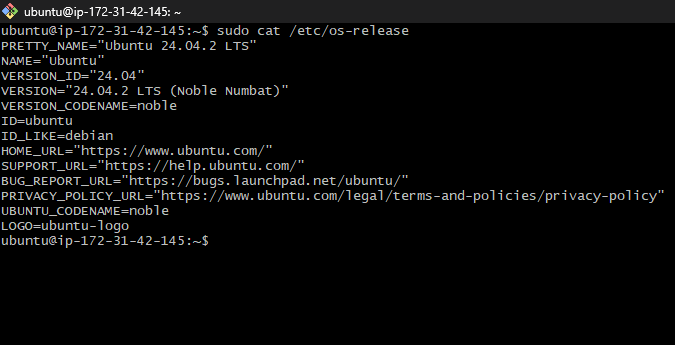 ubuntu@ip-172-31-42-145: ~
ubuntu@ip-172-31-42-145:~$ sudo cat /etc/os-release
PRETTY_NAME="Ubuntu 24.04.2 LTS"
NAME="Ubuntu"
VERSION_ID="24.04"
VERSION="24.04.2 LTS (Noble Numbat)"
VERSION_CODENAME=noble
ID=ubuntu
ID_LIKE=debian
HOME_URL="https://www.ubuntu.com/"
SUPPORT_URL="https://help.ubuntu.com/"
BUG_REPORT_URL="https://bugs.launchpad.net/ubuntu/"
PRIVACY_POLICY_URL="https://www.ubuntu.com/legal/terms-and-policies/privacy-policy"
UBUNTU_CODENAME=noble
LOGO=ubuntu-logo
ubuntu@ip-172-31-42-145:~$